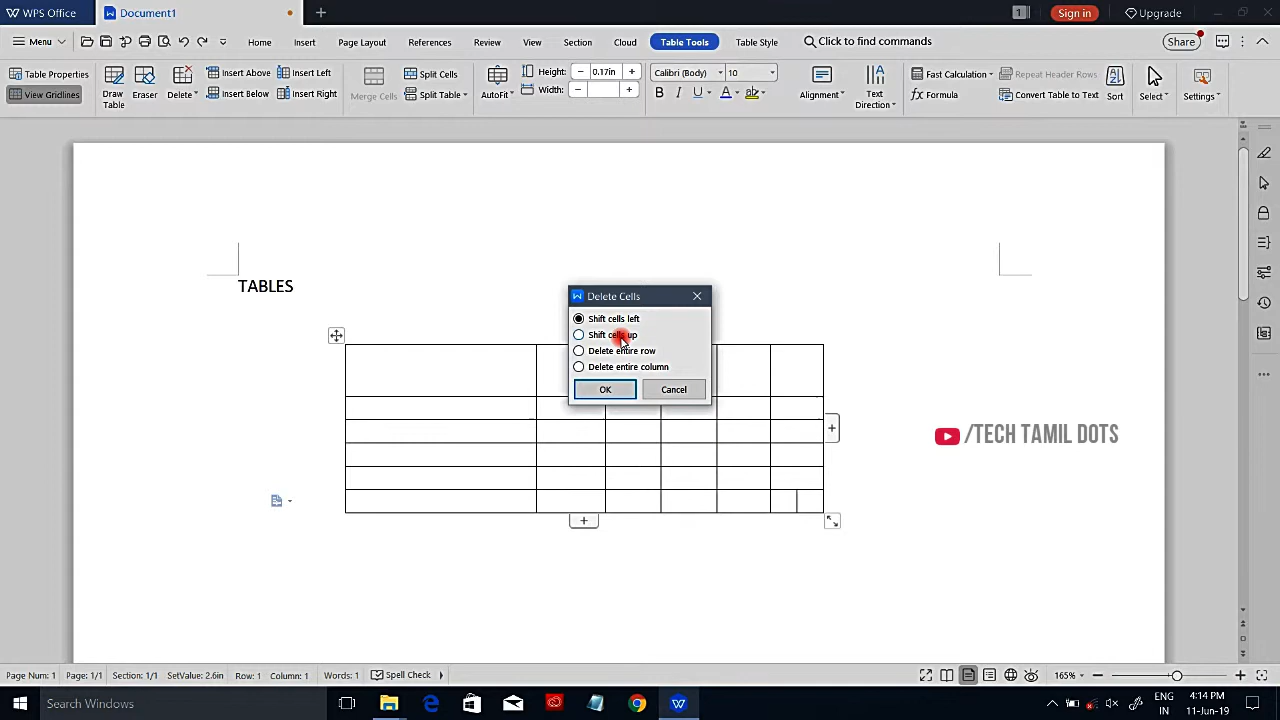 WPS Office
Document1
Sign in
Upgrade
Menu
Home
Insert
Page Layout
References
Review
View
Section
Cloud
Table Tools
Table Style
Click to find commands
Share
Table Properties
View Gridlines
Draw
Table
Eraser
Delete
Insert Above
Insert Below
Insert Left
Insert Right
Merge Cells
Split Cells
Split Table
AutoFit
Height:
0.17in
Width:
Calibri (Body)
10
B I U A ab
Alignment
Text
Direction
Fast Calculation
fx Formula
Repeat Header Rows
Convert Table to Text
Sort
Select
Settings
TABLES
Delete Cells
Shift cells left
Shift cells up
Delete entire row
Delete entire column
OK
Cancel
/TECH TAMIL DOTS
Page Num: 1
Page: 1/1
Section: 1/1
SetValue: 2.6in
Row: 1
Column: 1
Words: 1
Spell Check
165%
Search Windows
ENG
IN
4:14 PM
11-Jun-19